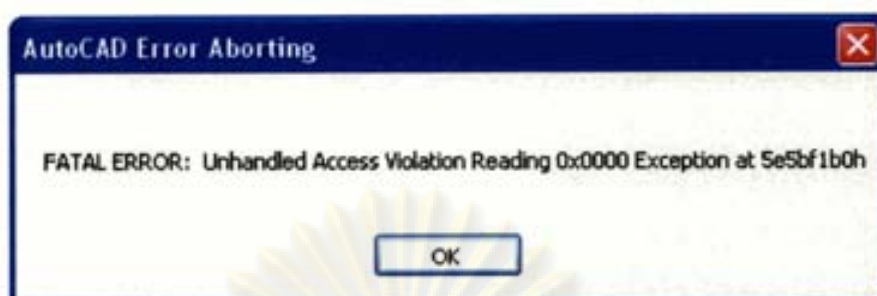 AutoCAD Error Aborting
FATAL ERROR: Unhandled Access Violation Reading 0x0000 Exception at 5e5bf1b0h
OK